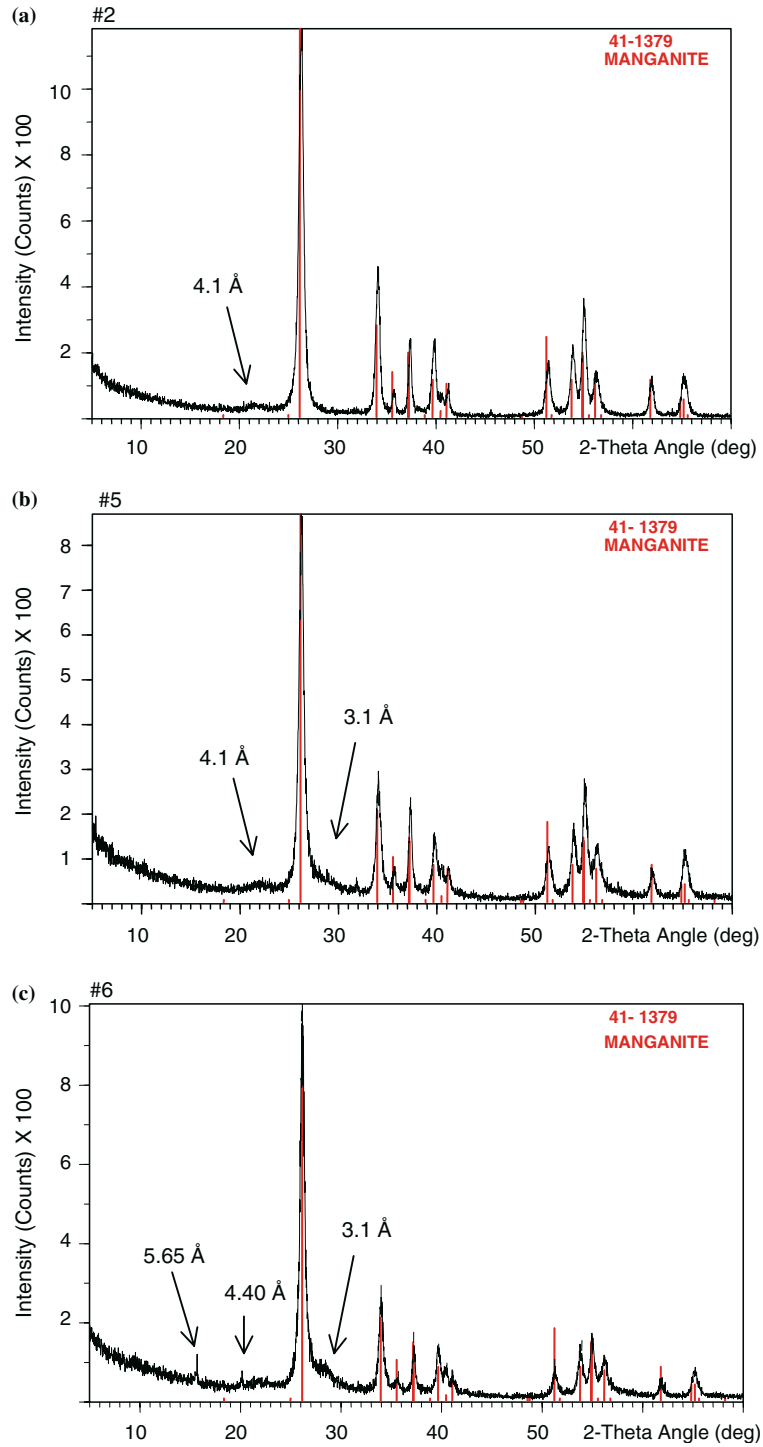 (a) #2
41-1379
MANGANITE
Intensity (Counts) X 100
10
8
6
4
2
4.1 Å
10 20 30 40 50 2-Theta Angle (deg)
(b) #5
41- 1379
MANGANITE
Intensity (Counts) X 100
8
7
6
5
4
3
2
1
3.1 Å
4.1 Å
10 20 30 40 50 2-Theta Angle (deg)
(c) #6
41- 1379
MANGANITE
Intensity (Counts) X 100
10
8
6
4
2
3.1 Å
5.65 Å
4.40 Å
10 20 30 40 50 2-Theta Angle (deg)